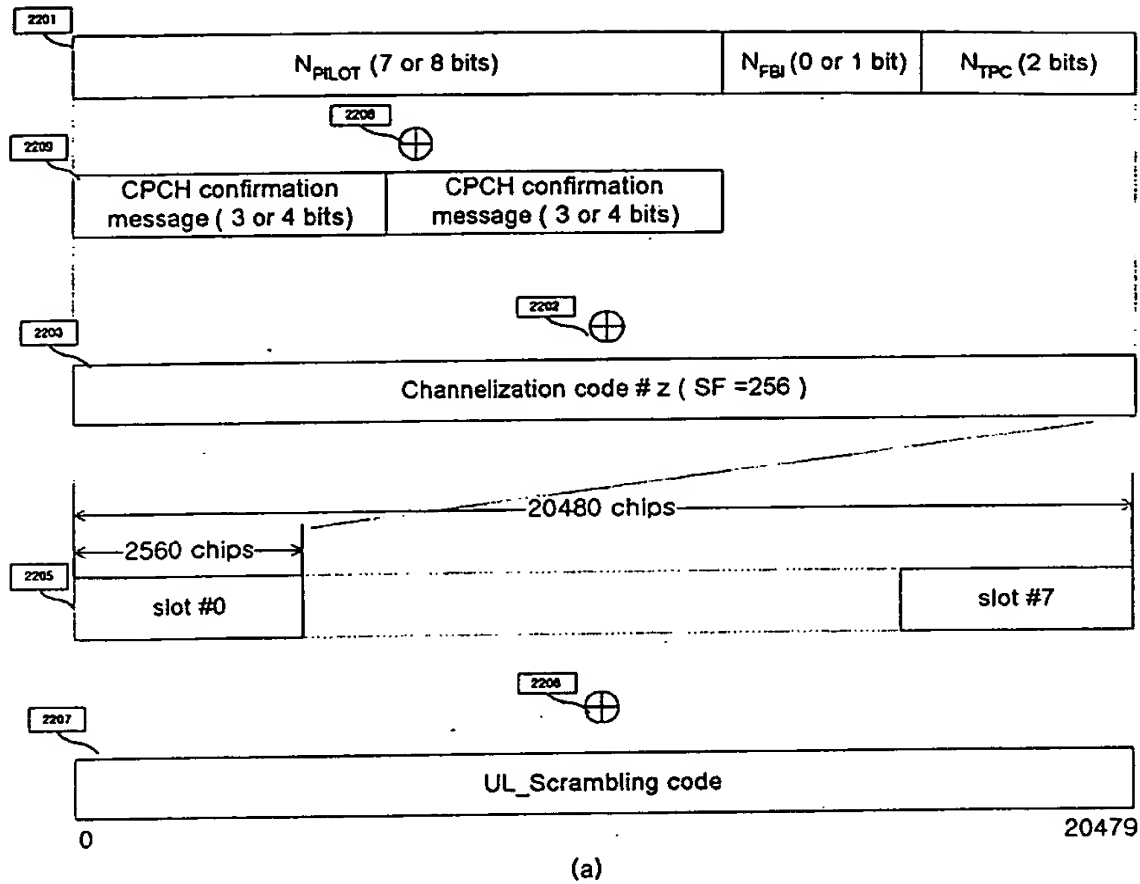 2201
N_PILOT (7 or 8 bits)
N_FBI (0 or 1 bit)
N_TPC (2 bits)
2208
2209
CPCH confirmation
message ( 3 or 4 bits)
CPCH confirmation
message ( 3 or 4 bits)
2202
2203
Channelization code # z ( SF =256 )
20480 chips
2560 chips
2205
slot #0
slot #7
2206
2207
UL_Scrambling code
0
20479
(a)